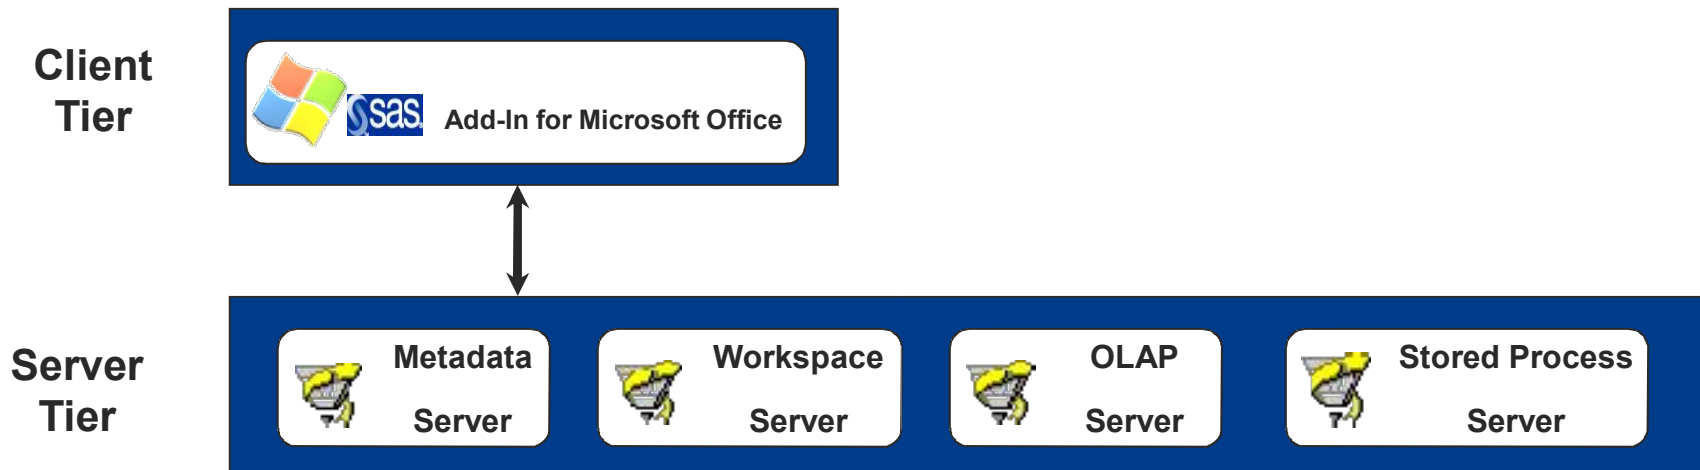 Client
Tier
sas. Add-In for Microsoft Office
Server
Tier
Metadata
Server
Workspace
Server
OLAP
Server
Stored Process
Server